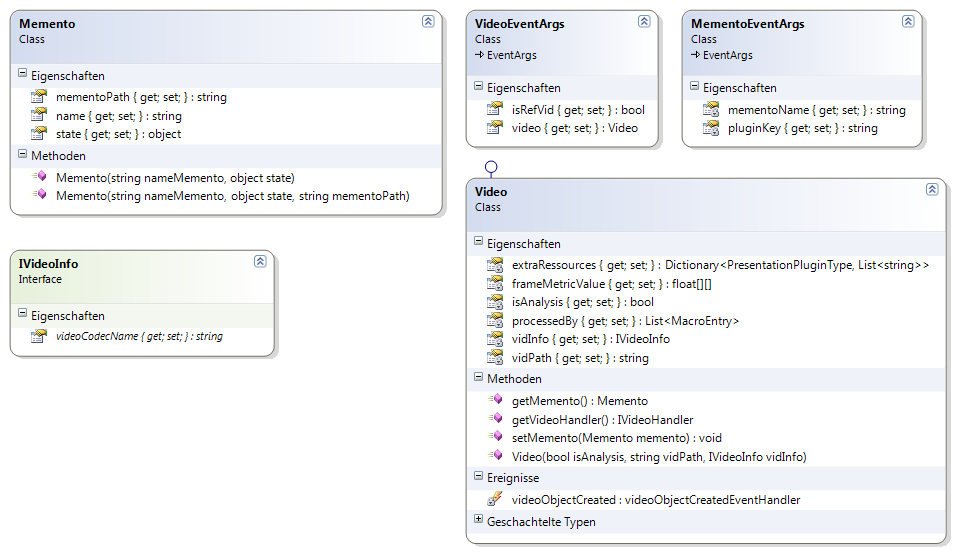 Memento
Class
Eigenschaften
mementoPath { get; set; } : string
name { get; set; } : string
state { get; set; } : object
Methoden
Memento(string nameMemento, object state)
Memento(string nameMemento, object state, string mementoPath)
VideoEventArgs
Class
EventArgs
Eigenschaften
isRefVid { get; set; } : bool
video { get; set; } : Video
MementoEventArgs
Class
EventArgs
Eigenschaften
mementoName { get; set; } : string
pluginKey { get; set; } : string
IVideoInfo
Interface
Eigenschaften
videoCodecName { get; set; } : string
Video
Class
Eigenschaften
extraRessources { get; set; } : Dictionary<PresentationPluginType, List<string>>
frameMetricValue { get; set; } : float[][]
isAnalysis { get; set; } : bool
processedBy { get; set; } : List<MacroEntry>
vidInfo { get; set; } : IVideoInfo
vidPath { get; set; } : string
Methoden
getMemento() : Memento
getVideoHandler() : IVideoHandler
setMemento(Memento memento) : void
Video(bool isAnalysis, string vidPath, IVideoInfo vidInfo)
Ereignisse
videoObjectCreated : videoObjectCreatedEventHandler
Geschachtelte Typen